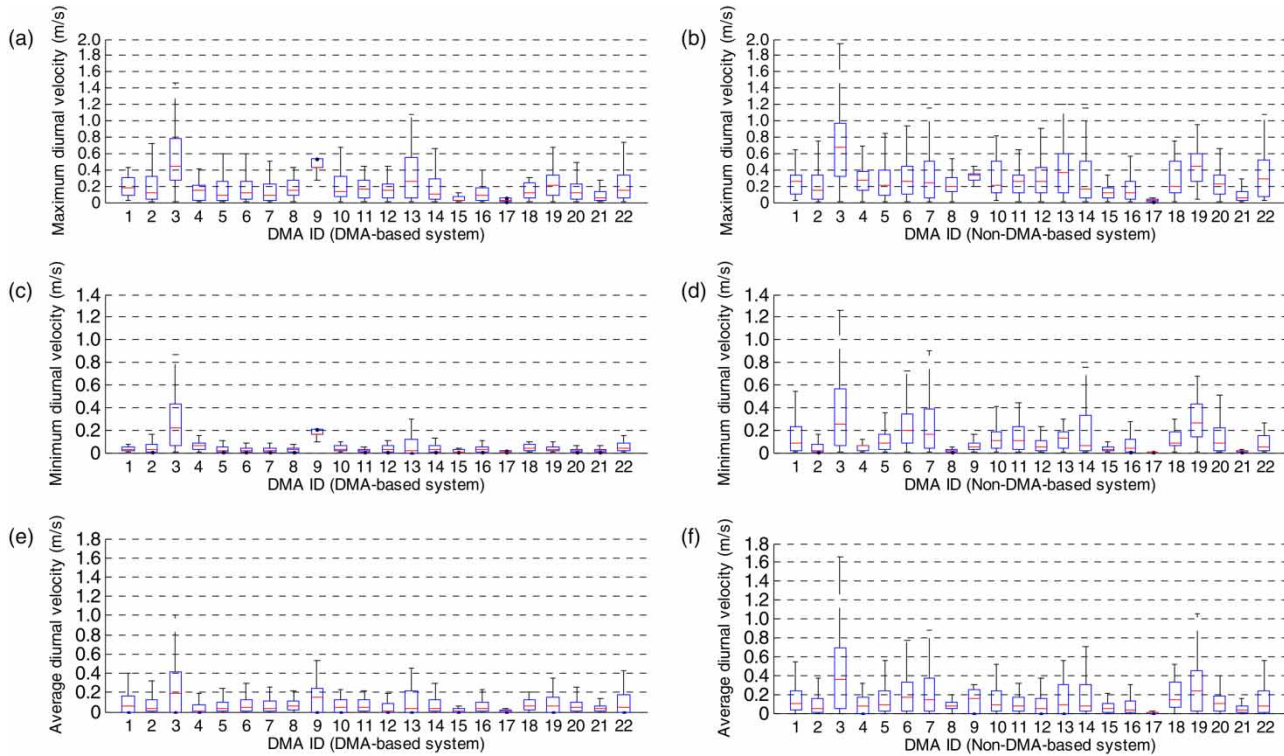 (a)
Maximum diurnal velocity (m/s)
2.0
1.8
1.6
1.4
1.2
1.0
0.8
0.6
0.4
0.2
0
1 2 3 4 5 6 7 8 9 10 11 12 13 14 15 16 17 18 19 20 21 22
DMA ID (DMA-based system)
(b)
Maximum diurnal velocity (m/s)
2.0
1.8
1.6
1.4
1.2
1.0
0.8
0.6
0.4
0.2
0
1 2 3 4 5 6 7 8 9 10 11 12 13 14 15 16 17 18 19 20 21 22
DMA ID (Non-DMA-based system)
(c)
Minimum diurnal velocity (m/s)
1.4
1.2
1.0
0.8
0.6
0.4
0.2
0
1 2 3 4 5 6 7 8 9 10 11 12 13 14 15 16 17 18 19 20 21 22
DMA ID (DMA-based system)
(d)
Minimum diurnal velocity (m/s)
1.4
1.2
1.0
0.8
0.6
0.4
0.2
0
1 2 3 4 5 6 7 8 9 10 11 12 13 14 15 16 17 18 19 20 21 22
DMA ID (Non-DMA-based system)
(e)
Average diurnal velocity (m/s)
1.8
1.6
1.4
1.2
1.0
0.8
0.6
0.4
0.2
0
1 2 3 4 5 6 7 8 9 10 11 12 13 14 15 16 17 18 19 20 21 22
DMA ID (DMA-based system)
(f)
Average diurnal velocity (m/s)
1.8
1.6
1.4
1.2
1.0
0.8
0.6
0.4
0.2
0
1 2 3 4 5 6 7 8 9 10 11 12 13 14 15 16 17 18 19 20 21 22
DMA ID (Non-DMA-based system)